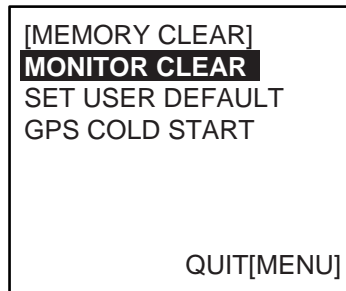 [MEMORY CLEAR]
MONITOR CLEAR
SET USER DEFAULT
GPS COLD START
QUIT[MENU]